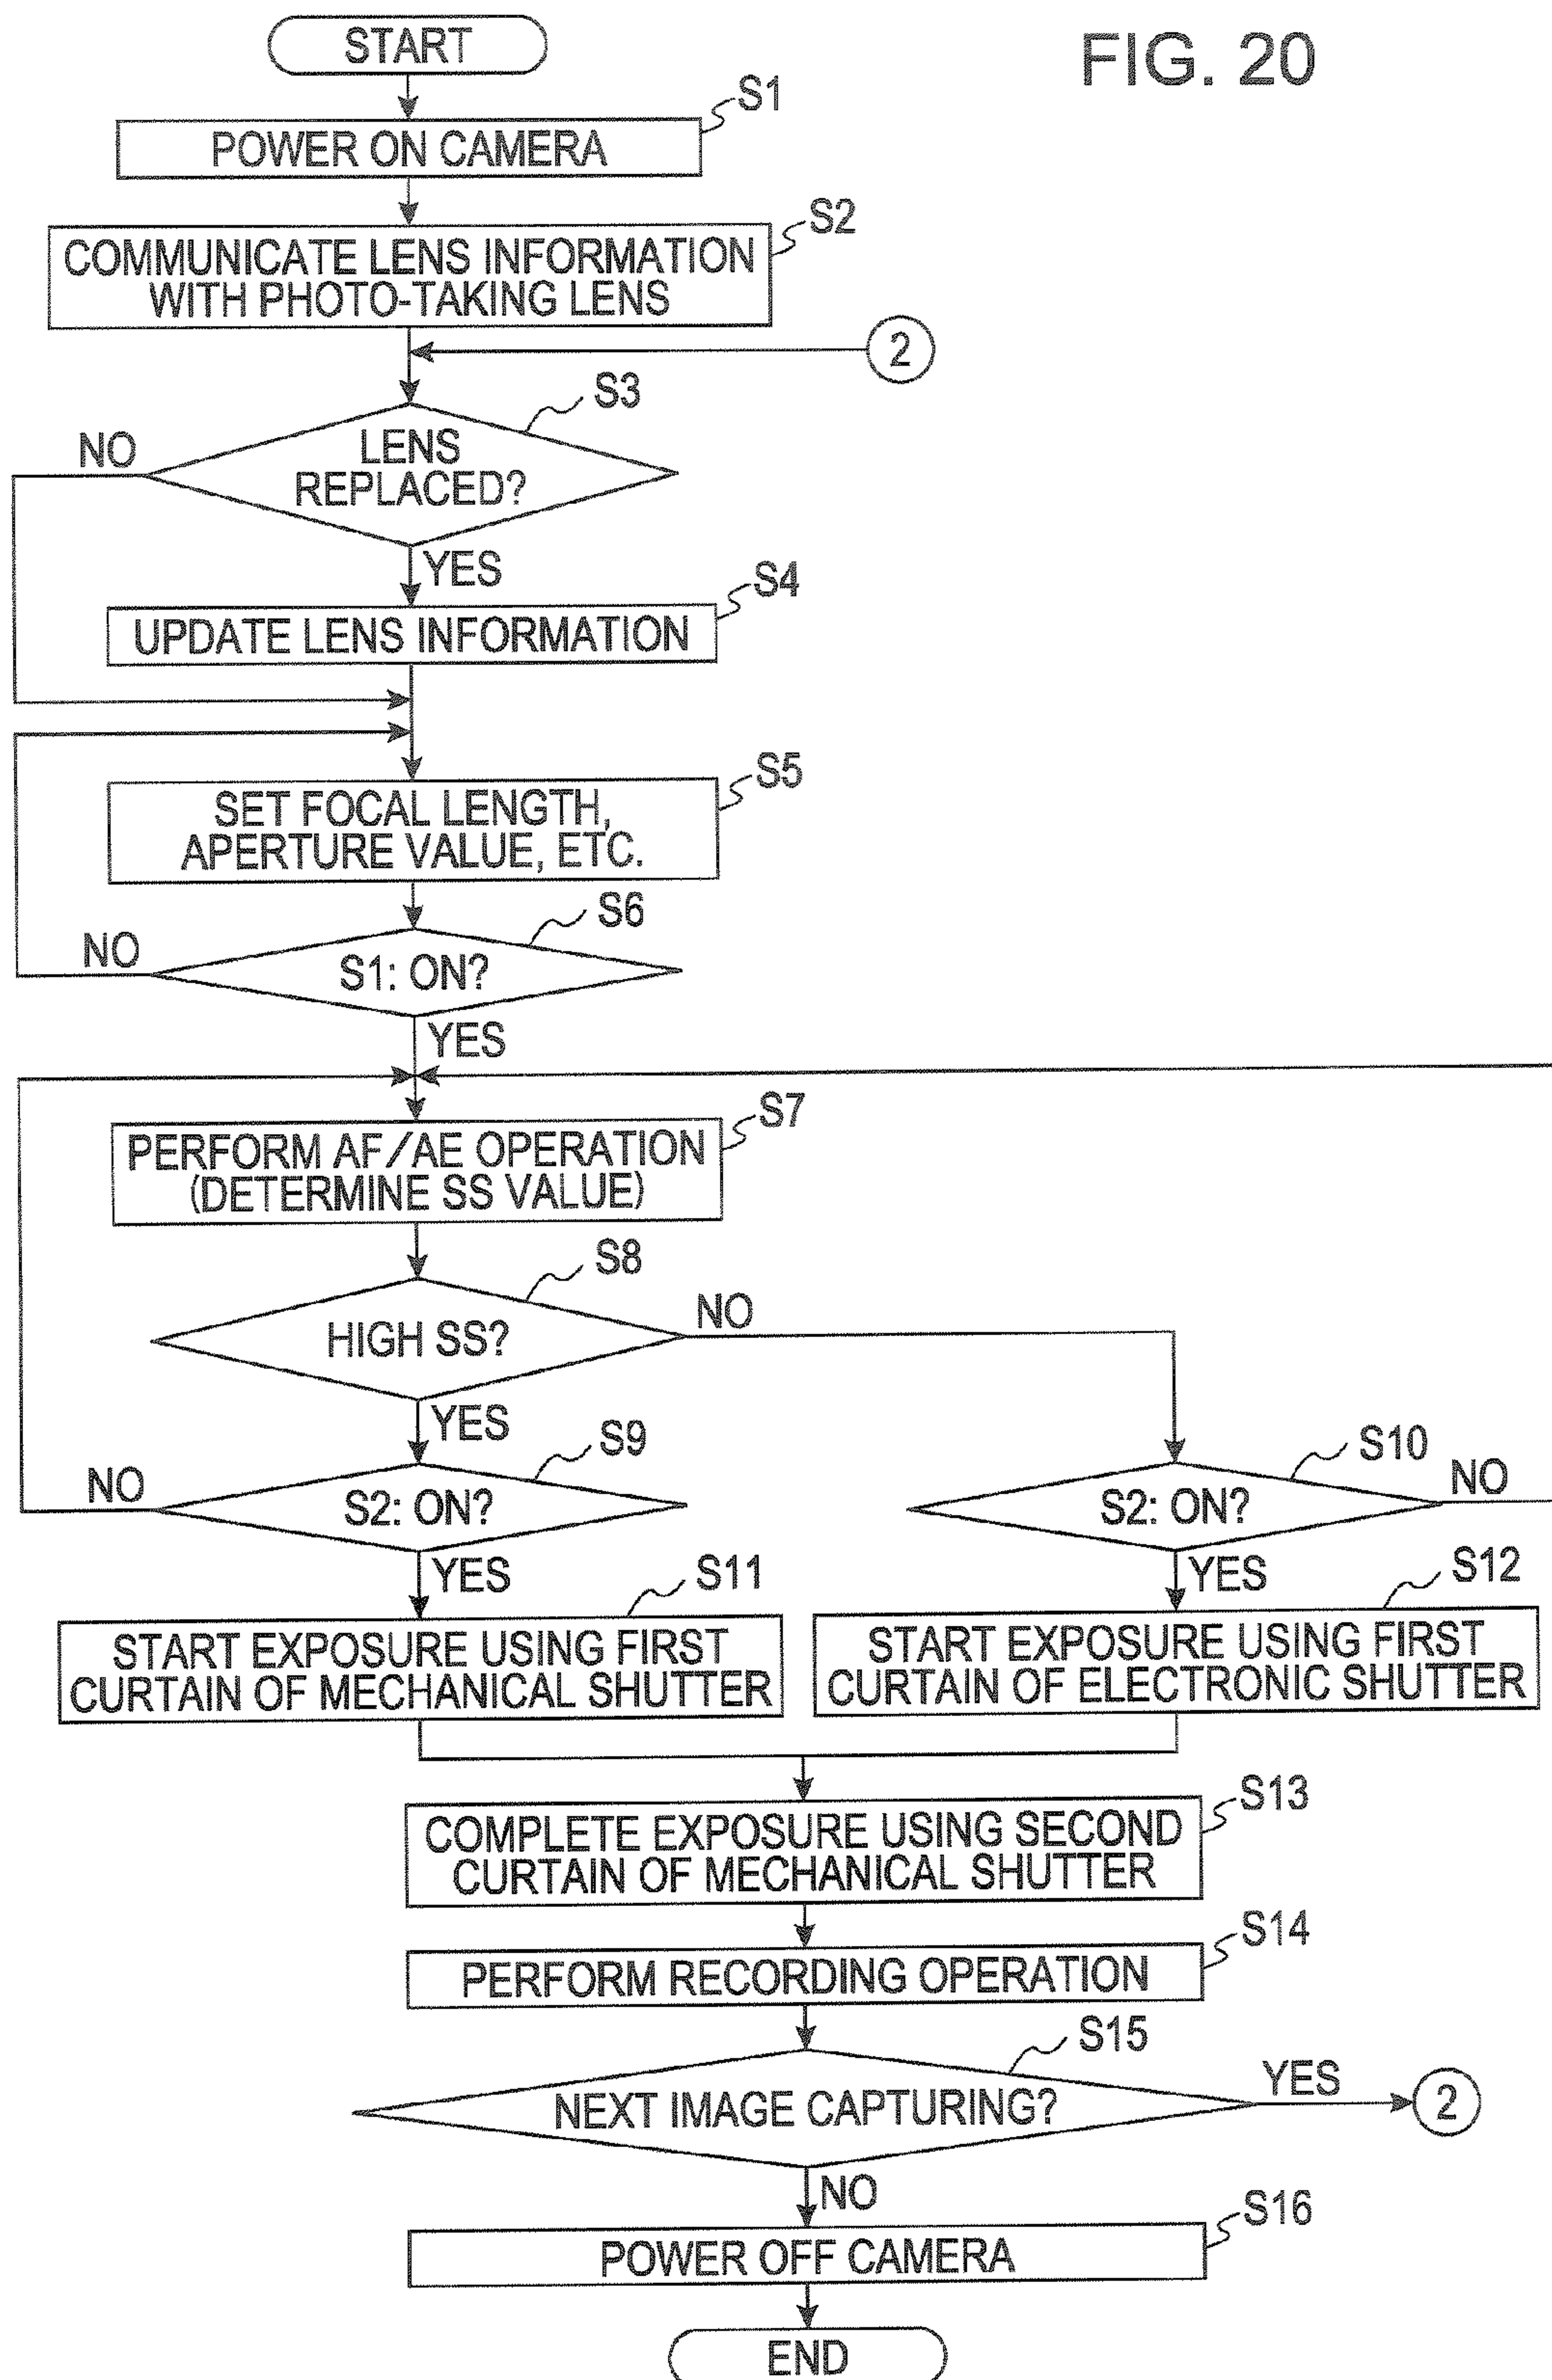 FIG. 20
START
S1
POWER ON CAMERA
S2
COMMUNICATE LENS INFORMATION
WITH PHOTO-TAKING LENS
2
S3
NO
LENS
REPLACED?
YES
S4
UPDATE LENS INFORMATION
S5
SET FOCAL LENGTH,
APERTURE VALUE, ETC.
S6
NO
S1: ON?
YES
S7
PERFORM AF/AE OPERATION
(DETERMINE SS VALUE)
S8
NO
HIGH SS?
YES
S9
S10
NO
S2: ON?
S2: ON?
NO
YES
YES
S11
S12
START EXPOSURE USING FIRST
CURTAIN OF MECHANICAL SHUTTER
START EXPOSURE USING FIRST
CURTAIN OF ELECTRONIC SHUTTER
S13
COMPLETE EXPOSURE USING SECOND
CURTAIN OF MECHANICAL SHUTTER
S14
PERFORM RECORDING OPERATION
S15
NEXT IMAGE CAPTURING?
YES
2
NO
S16
POWER OFF CAMERA
END